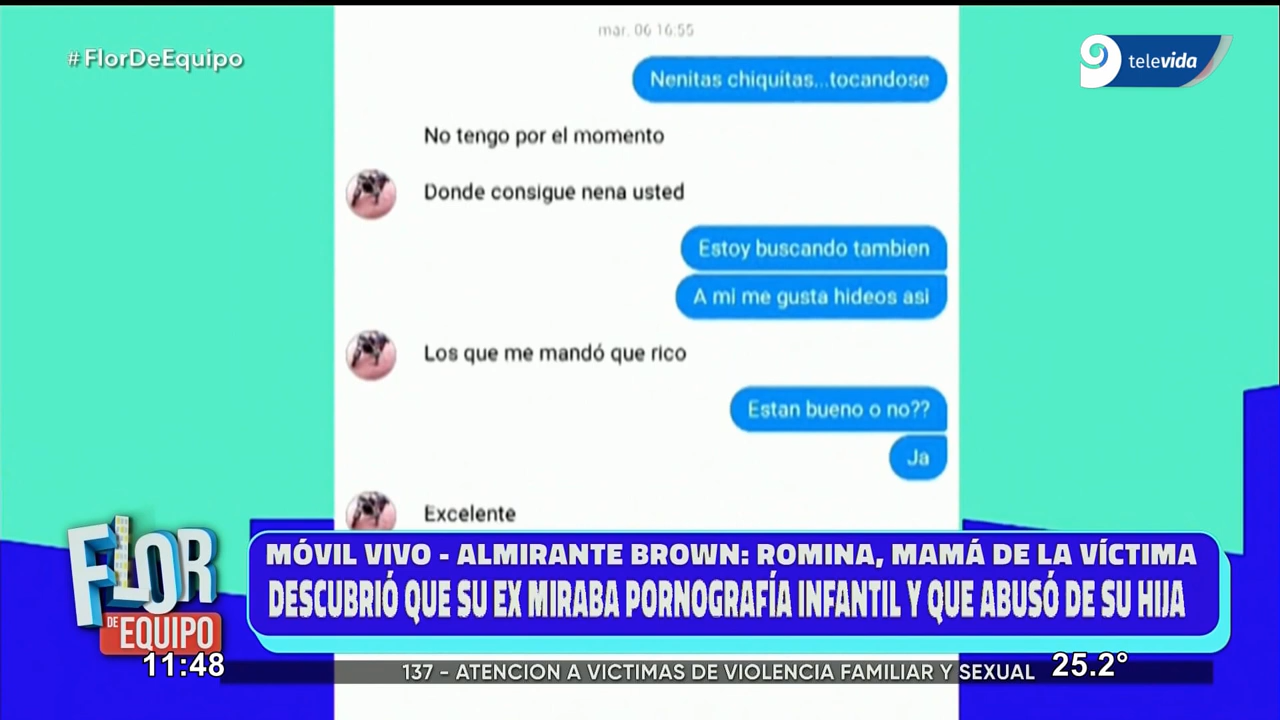 mar. 06 16:55
#FlorDeEquipo
televida
Nenitas chiquitas...tocandose
No tengo por el momento
Donde consigue nena usted
Estoy buscando tambien
A mi me gusta hideos asi
Los que me mandó que rico
Estan bueno o no??
Ja
Excelente
FLOR
DE
EQUIPO
MÓVIL VIVO - ALMIRANTE BROWN: ROMINA, MAMÁ DE LA VÍCTIMA
DESCUBRIÓ QUE SU EX MIRABA PORNOGRAFÍA INFANTIL Y QUE ABUSÓ DE SU HIJA
11:48
137 - ATENCION A VICTIMAS DE VIOLENCIA FAMILIAR Y SEXUAL
25.2°